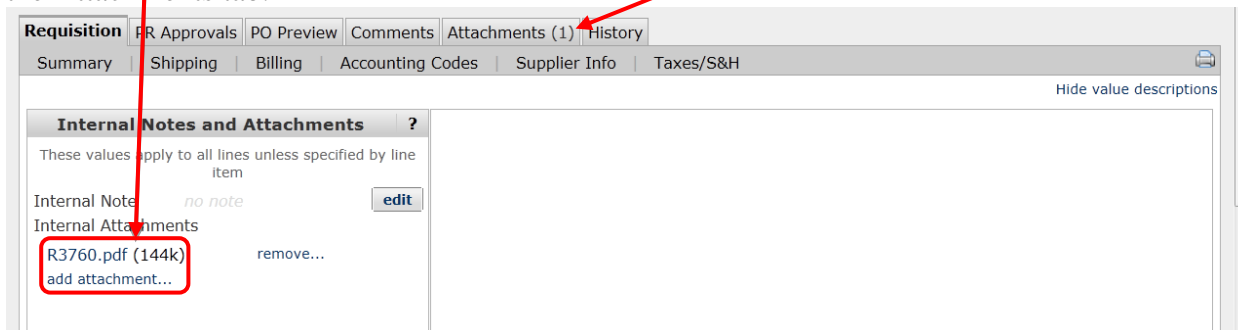 Requisition PR Approvals PO Preview Comments Attachments (1) History
Summary | Shipping | Billing | Accounting Codes | Supplier Info | Taxes/S&H
Hide value descriptions
Internal Notes and Attachments ?
These values apply to all lines unless specified by line
item
Internal Note no note edit
Internal Attachments
R3760.pdf (144k) remove...
add attachment...